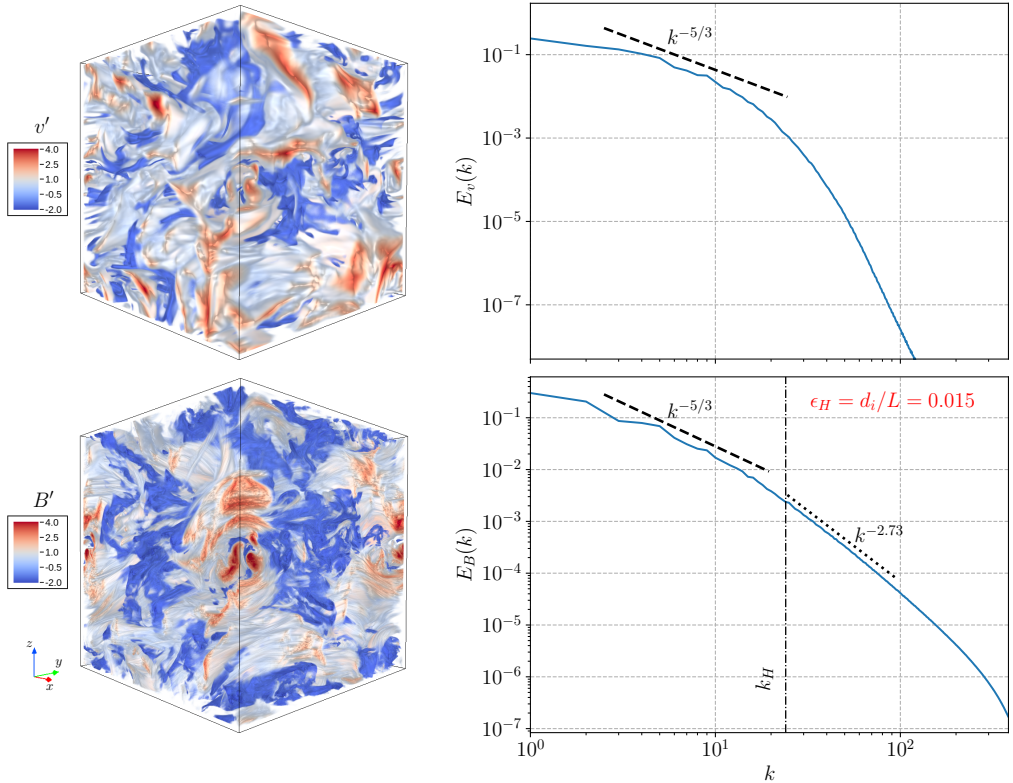 v′
4.0
2.5
1.0
-0.5
-2.0
E_v(k)
10^{-1}
10^{-3}
10^{-5}
10^{-7}
k^{-5/3}
B′
4.0
2.5
1.0
-0.5
-2.0
z
y
x
E_B(k)
10^{-1}
10^{-2}
10^{-3}
10^{-4}
10^{-5}
10^{-6}
10^{-7}
k^{-5/3}
ϵ_H = d_i/L = 0.015
k^{-2.73}
k_H
10^0
10^1
10^2
k